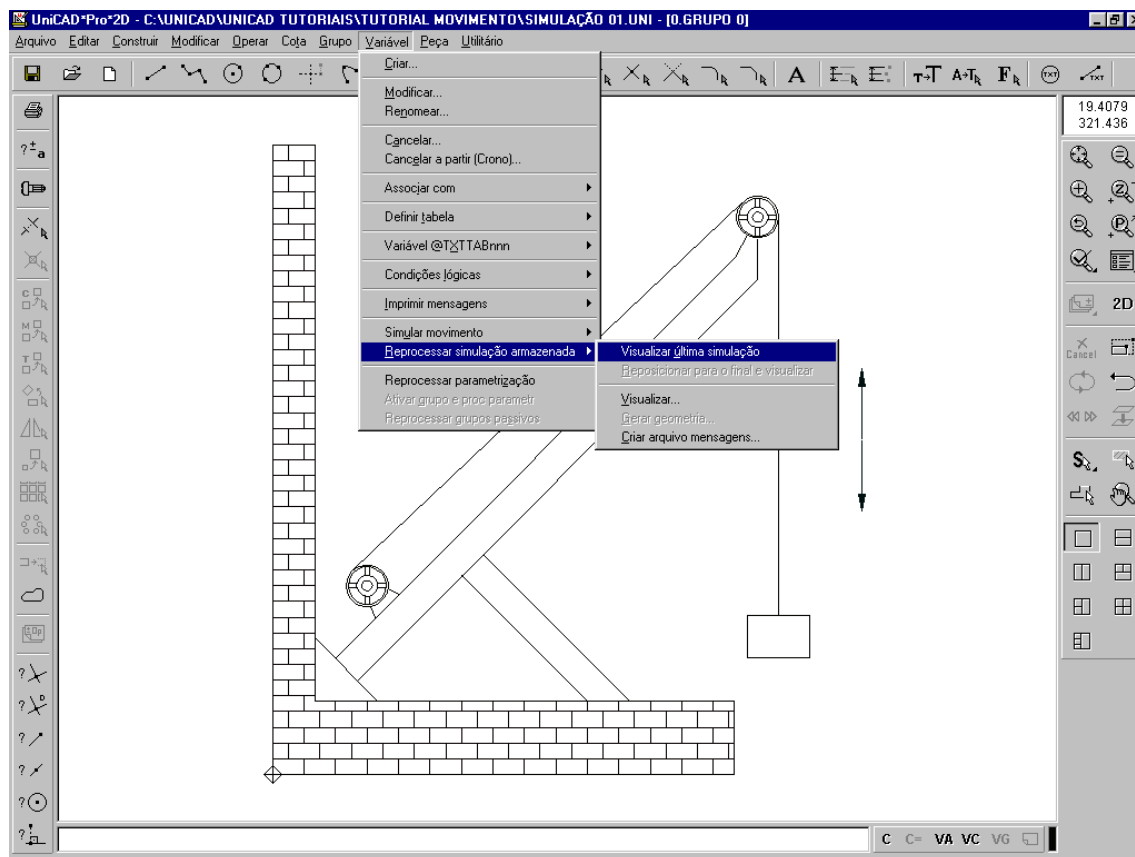 UniCAD*Pro*2D - C:\UNICAD\UNICAD TUTORIAIS\TUTORIAL MOVIMENTO\SIMULAÇÃO 01.UNI - [0.GRUPO 0]
Arquivo Editar Construir Modificar Operar Cota Grupo Variável Peça Utilitário
Criar...
Modificar...
Renomear...
Cancelar...
Cancelar a partir (Crono)...
Associar com
Definir tabela
Variável @TXTTABnnn
Condições lógicas
Imprimir mensagens
Simular movimento
Reprocessar simulação armazenada
Reprocessar parametrização
Ativar grupo e proc parametr
Reprocessar grupos passivos
Visualizar última simulação
Reposicionar para o final e visualizar
Visualizar...
Gerar geometria...
Criar arquivo mensagens...
19.4079
321.436
2D
Cancel
C C= VA VC VG